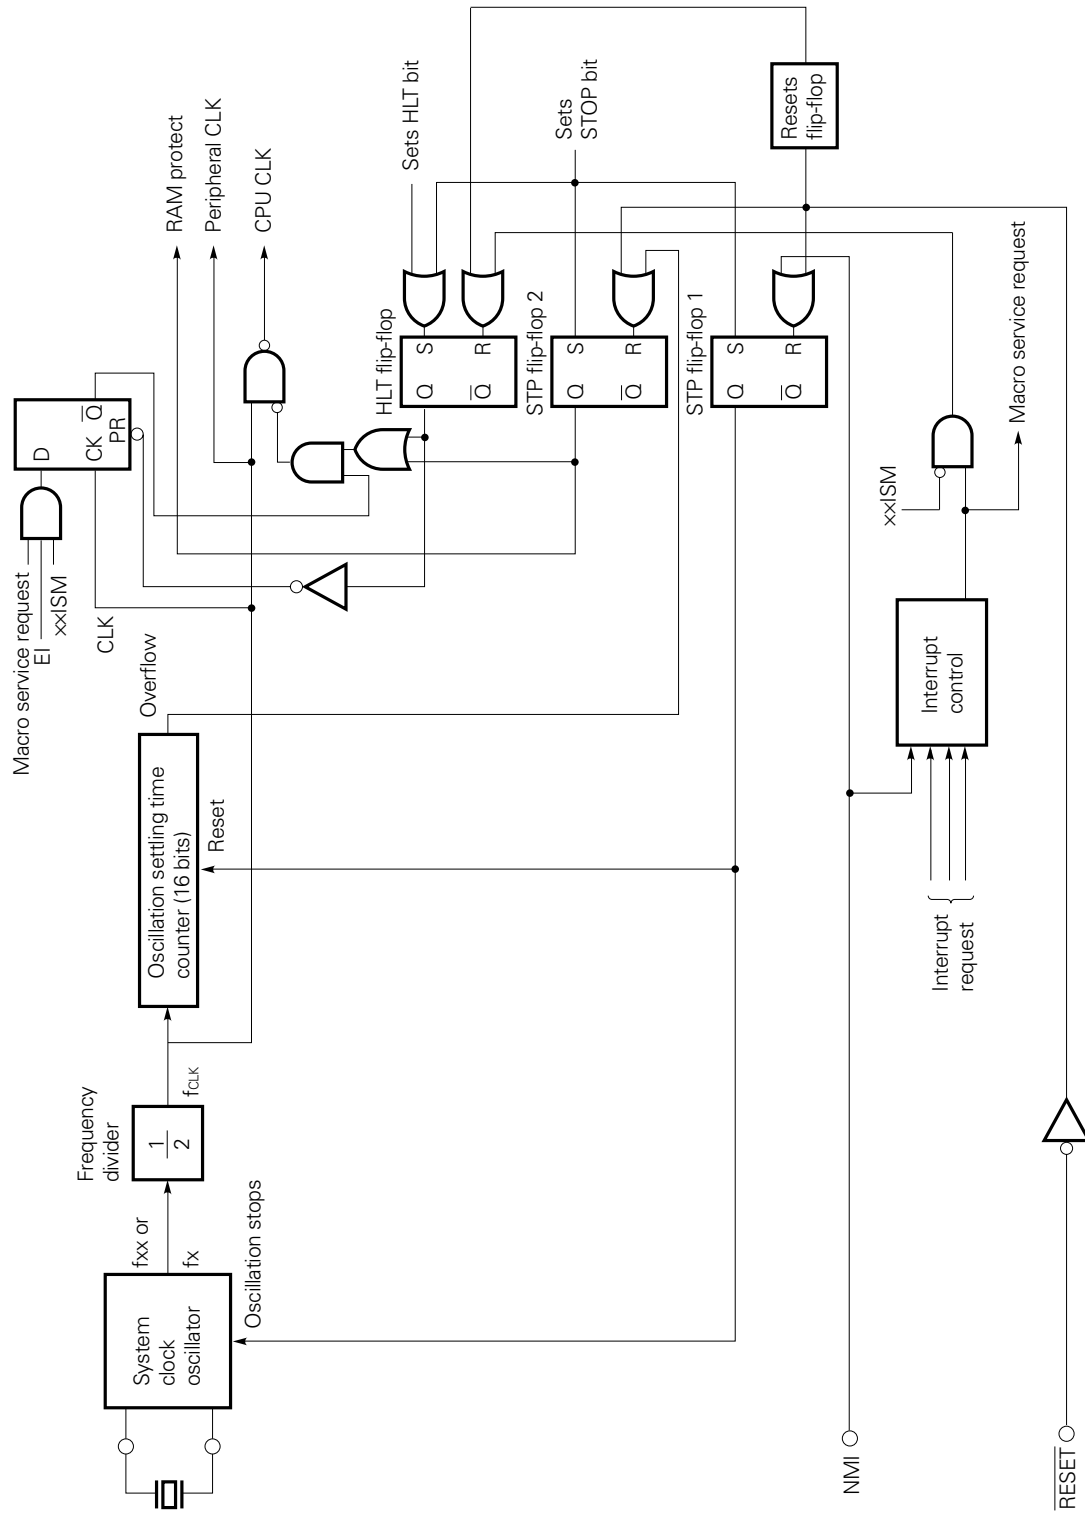 System
clock
oscillator
fxx or
fx
Oscillation stops
Frequency
divider
1
2
fCLK
Oscillation settling time
counter (16 bits)
Reset
Overflow
Macro service request
EI
xxISM
CLK
D
CK
Q
PR
RAM protect
Peripheral CLK
CPU CLK
Sets HLT bit
Sets
STOP bit
HLT flip-flop
Q
S
Q
R
STP flip-flop 2
Q
S
Q
R
STP flip-flop 1
Q
S
Q
R
Resets
flip-flop
NMI
Interrupt
request
Interrupt
control
xxISM
Macro service request
RESET